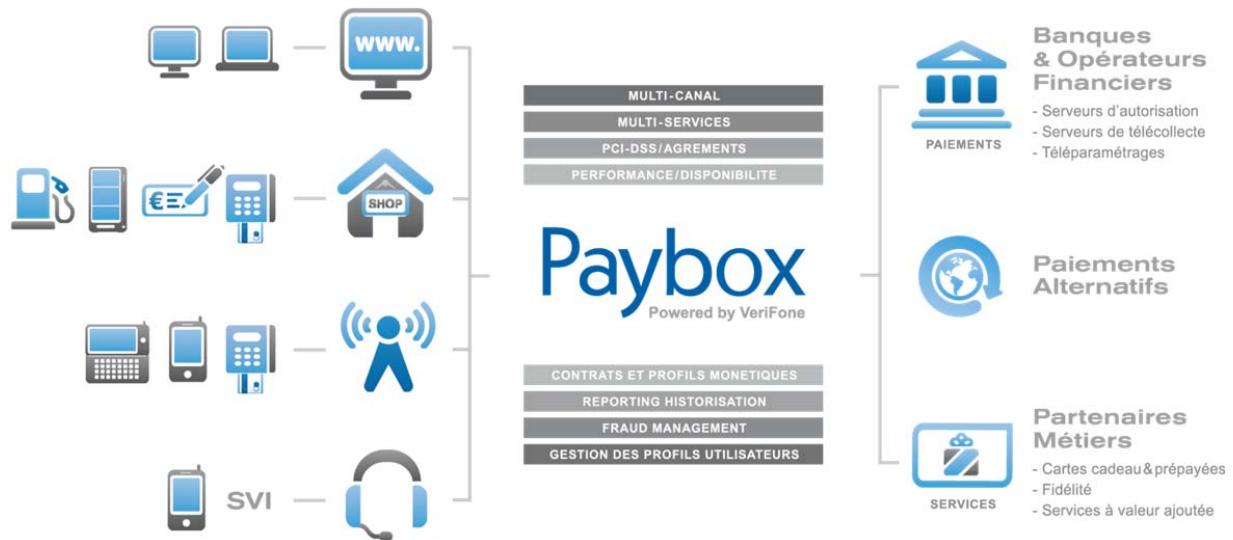 www.
SHOP
€
SVI
MULTI-CANAL
MULTI-SERVICES
PCI-DSS/AGREMENTS
PERFORMANCE/DISPONIBILITE
Paybox
Powered by VeriFone
CONTRATS ET PROFILS MONETIQUES
REPORTING HISTORISATION
FRAUD MANAGEMENT
GESTION DES PROFILS UTILISATEURS
PAIEMENTS
Banques
& Opérateurs
Financiers
- Serveurs d'autorisation
- Serveurs de télécollecte
- Téléparamétrages
Paiements
Alternatifs
SERVICES
Partenaires
Métiers
- Cartes cadeau & prépayées
- Fidélité
- Services à valeur ajoutée